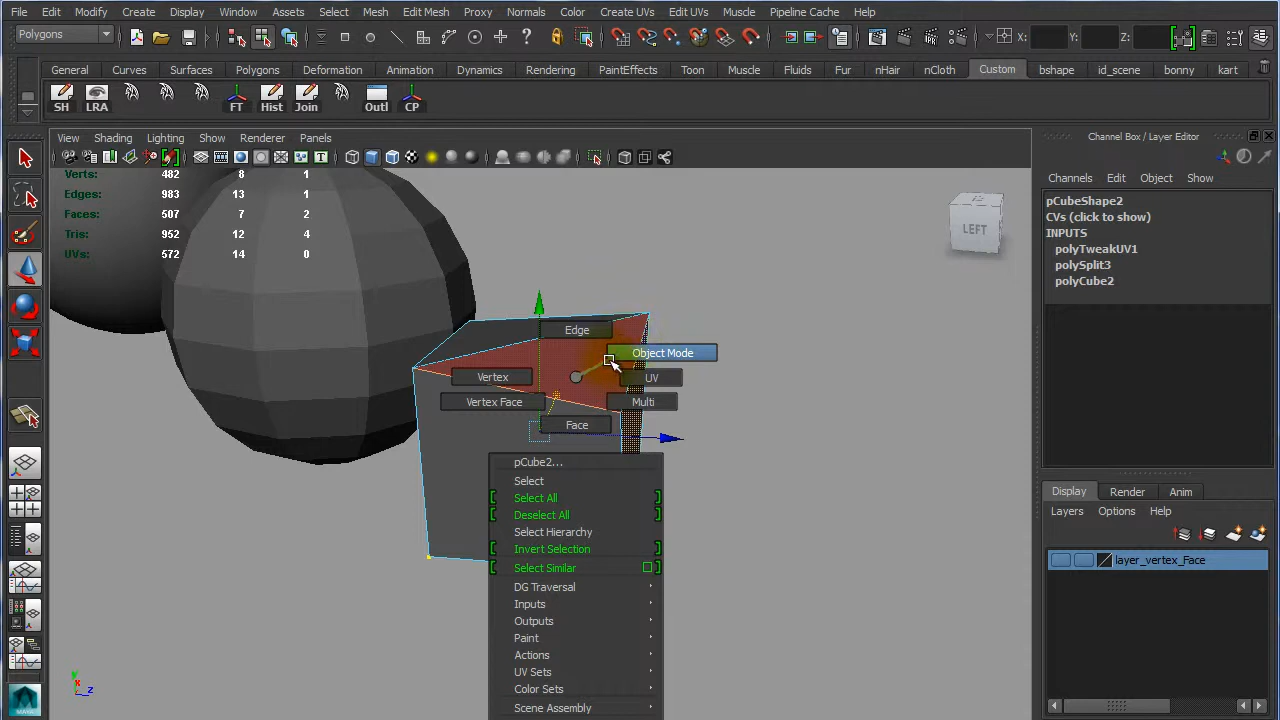 File Edit Modify Create Display Window Assets Select Mesh Edit Mesh Proxy Normals Color Create UVs Edit UVs Muscle Pipeline Cache Help
Polygons X: Y: Z:
General Curves Surfaces Polygons Deformation Animation Dynamics Rendering PaintEffects Toon Muscle Fluids Fur nHair nCloth Custom bshape id_scene bonny kart
SH LRA FT Hist Join Outl CP
View Shading Lighting Show Renderer Panels
Channel Box / Layer Editor
Verts: 482 8 1
Edges: 983 13 1
Faces: 507 7 2
Tris: 952 12 4
UVs: 572 14 0
LEFT
Edge
Object Mode
Vertex
UV
Vertex Face
Multi
Face
pCube2...
Select
Select All
Deselect All
Select Hierarchy
Invert Selection
Select Similar
DG Traversal
Inputs
Outputs
Paint
Actions
UV Sets
Color Sets
Scene Assembly
y
x
z
Channels Edit Object Show
pCubeShape2
CVs (click to show)
INPUTS
polyTweakUV1
polySplit3
polyCube2
Display Render Anim
Layers Options Help
layer_vertex_Face